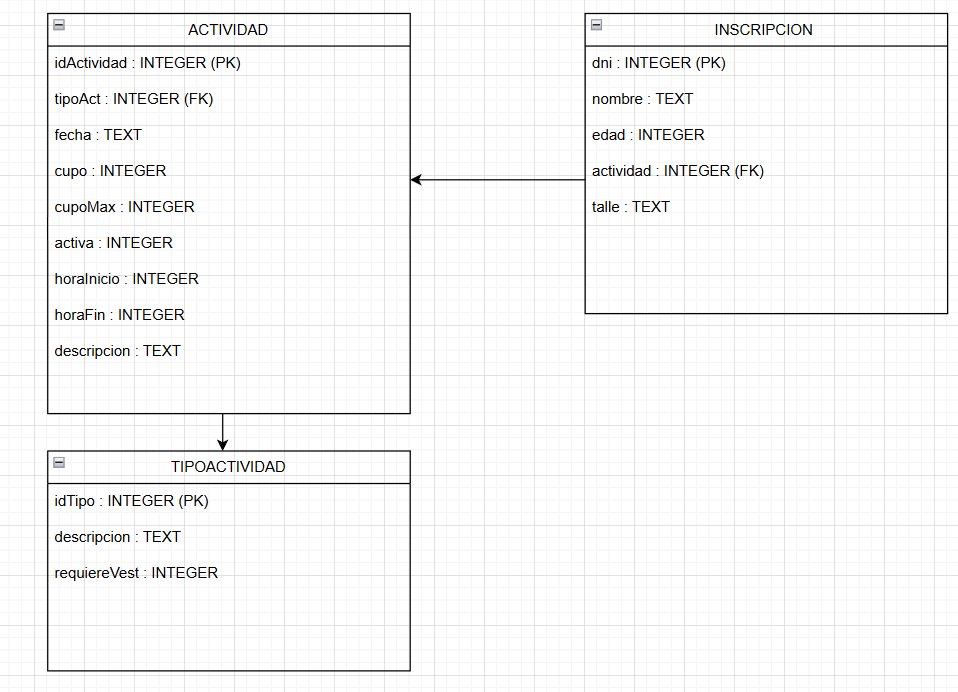 ACTIVIDAD
idActividad : INTEGER (PK)
tipoAct : INTEGER (FK)
fecha : TEXT
cupo : INTEGER
cupoMax : INTEGER
activa : INTEGER
horaInicio : INTEGER
horaFin : INTEGER
descripcion : TEXT
INSCRIPCION
dni : INTEGER (PK)
nombre : TEXT
edad : INTEGER
actividad : INTEGER (FK)
talle : TEXT
TIPOACTIVIDAD
idTipo : INTEGER (PK)
descripcion : TEXT
requiereVest : INTEGER